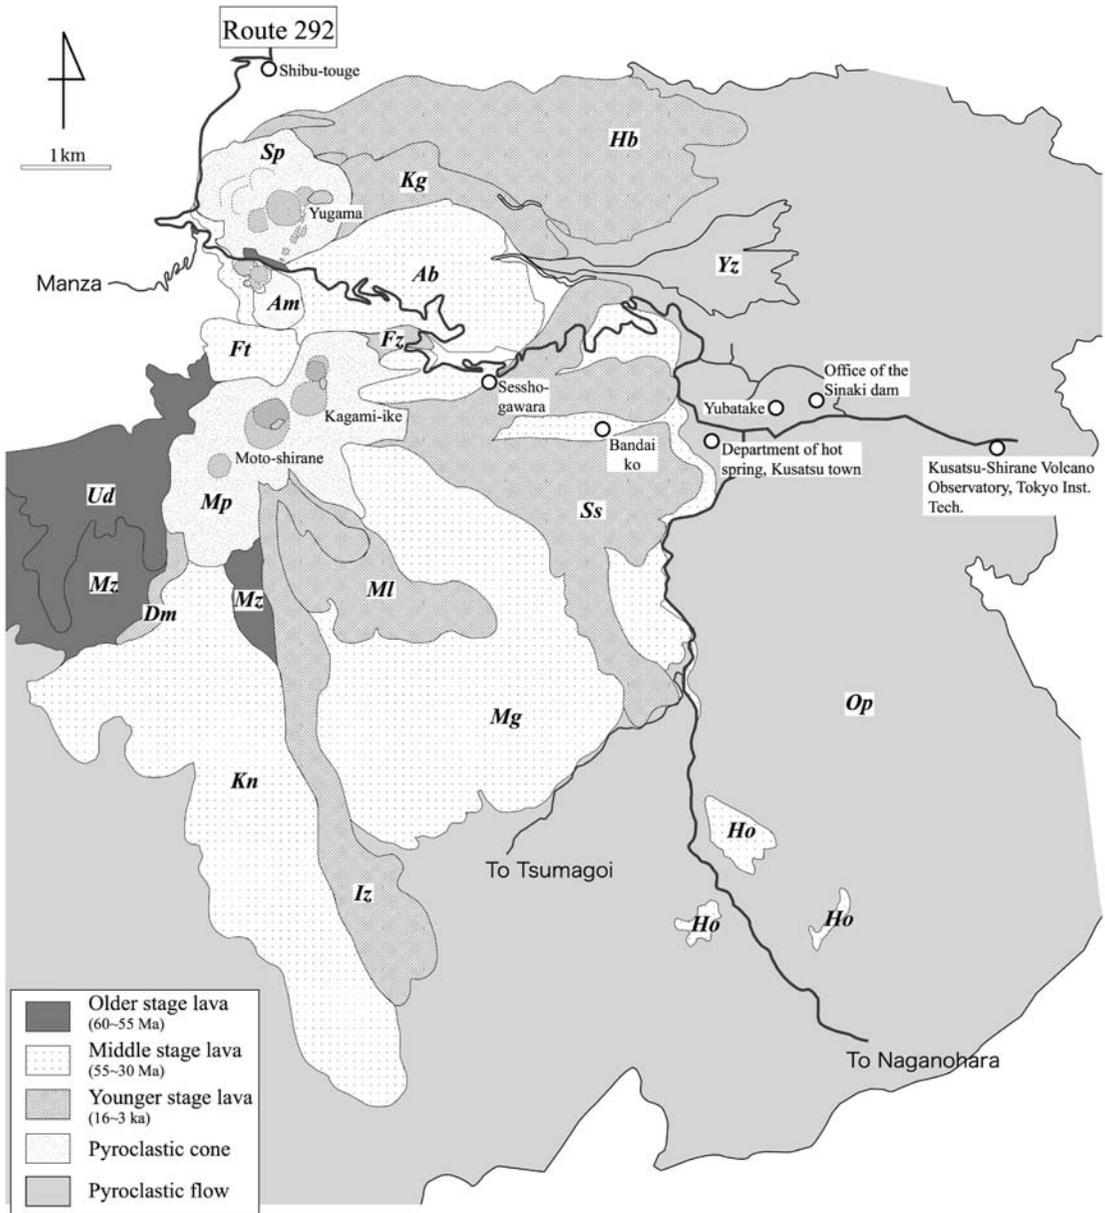 Route 292
Shibu-touge
1km
Hb
Sp
Kg
Yugama
Yz
Manza
Ab
Am
Fz
Ft
Office of the
Sinaki dam
Sessho-
gawara
Yubatake
Kagami-ike
Bandai
ko
Department of hot
spring, Kusatsu town
Moto-shirane
Kusatsu-Shirane Volcano
Observatory, Tokyo Inst.
Tech.
Ud
Mp
Ss
Mz
Mz
Ml
Dm
Op
Mg
Kn
Ho
To Tsumagoi
Iz
Ho
Ho
Older stage lava
(60~55 Ma)
Middle stage lava
(55~30 Ma)
To Naganohara
Younger stage lava
(16~3 ka)
Pyroclastic cone
Pyroclastic flow